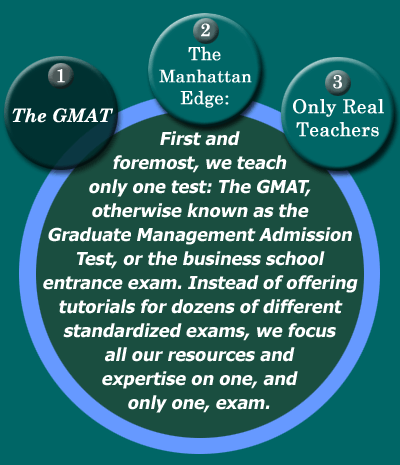 1
The GMAT
2
The
Manhattan
Edge:
3
Only Real
Teachers
First and
foremost, we teach
only one test: The GMAT,
otherwise known as the
Graduate Management Admission
Test, or the business school
entrance exam. Instead of offering
tutorials for dozens of different
standardized exams, we focus
all our resources and
expertise on one, and
only one, exam.